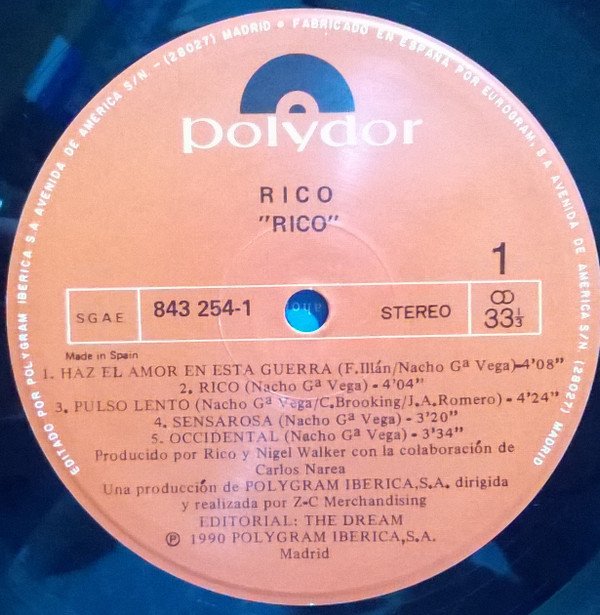 EDITADO POR POLYGRAM IBERICA S A AVENIDA DE AMERICA S/N - (28027) MADRID • FABRICADO EN ESPAÑA POR EUROGRAM, S A AVENIDA DE AMERICA S/N (28027) MADRID
polydor
RICO
"RICO"
1
SGAE
843 254-1
STEREO
33⅓
Made in Spain
1. HAZ EL AMOR EN ESTA GUERRA (F.Illán/Nacho Gª Vega)-4'08"
2. RICO (Nacho Gª Vega) - 4'04"
3. PULSO LENTO (Nacho Gª Vega/C.Brooking/J.A.Romero) - 4'24"
4. SENSAROSA (Nacho Gª Vega) - 3'20"
5. OCCIDENTAL (Nacho Gª Vega) - 3'34"
Producido por Rico y Nigel Walker con la colaboración de
Carlos Narea
Una producción de POLYGRAM IBERICA,S.A. dirigida
y realizada por Z-C Merchandising
EDITORIAL: THE DREAM
℗ 1990 POLYGRAM IBERICA,S.A.
Madrid